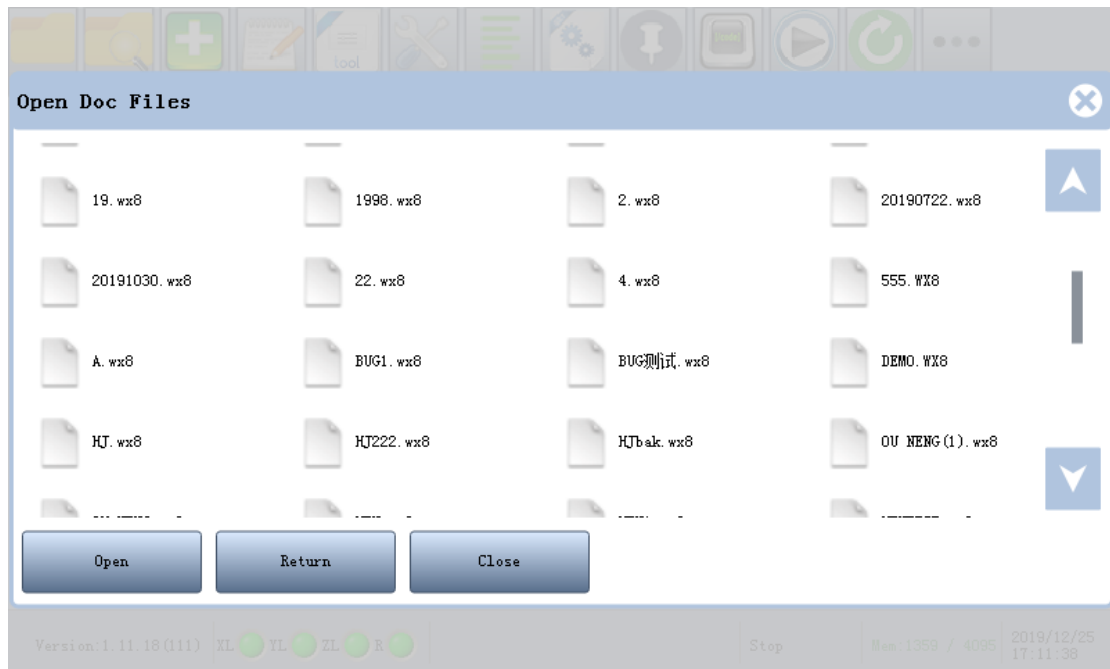 tool
Open Doc Files
19.wx8
1998.wx8
2.wx8
20190722.wx8
20191030.wx8
22.wx8
4.wx8
555.WX8
A.wx8
BUG1.wx8
BUG测试.wx8
DEMO.WX8
HJ.wx8
HJ222.wx8
HJbak.wx8
OU NENG(1).wx8
Open
Return
Close
Version:1.11.18(111)
XL
YL
ZL
R
Stop
Mem:1359 / 4095
2019/12/25
17:11:38